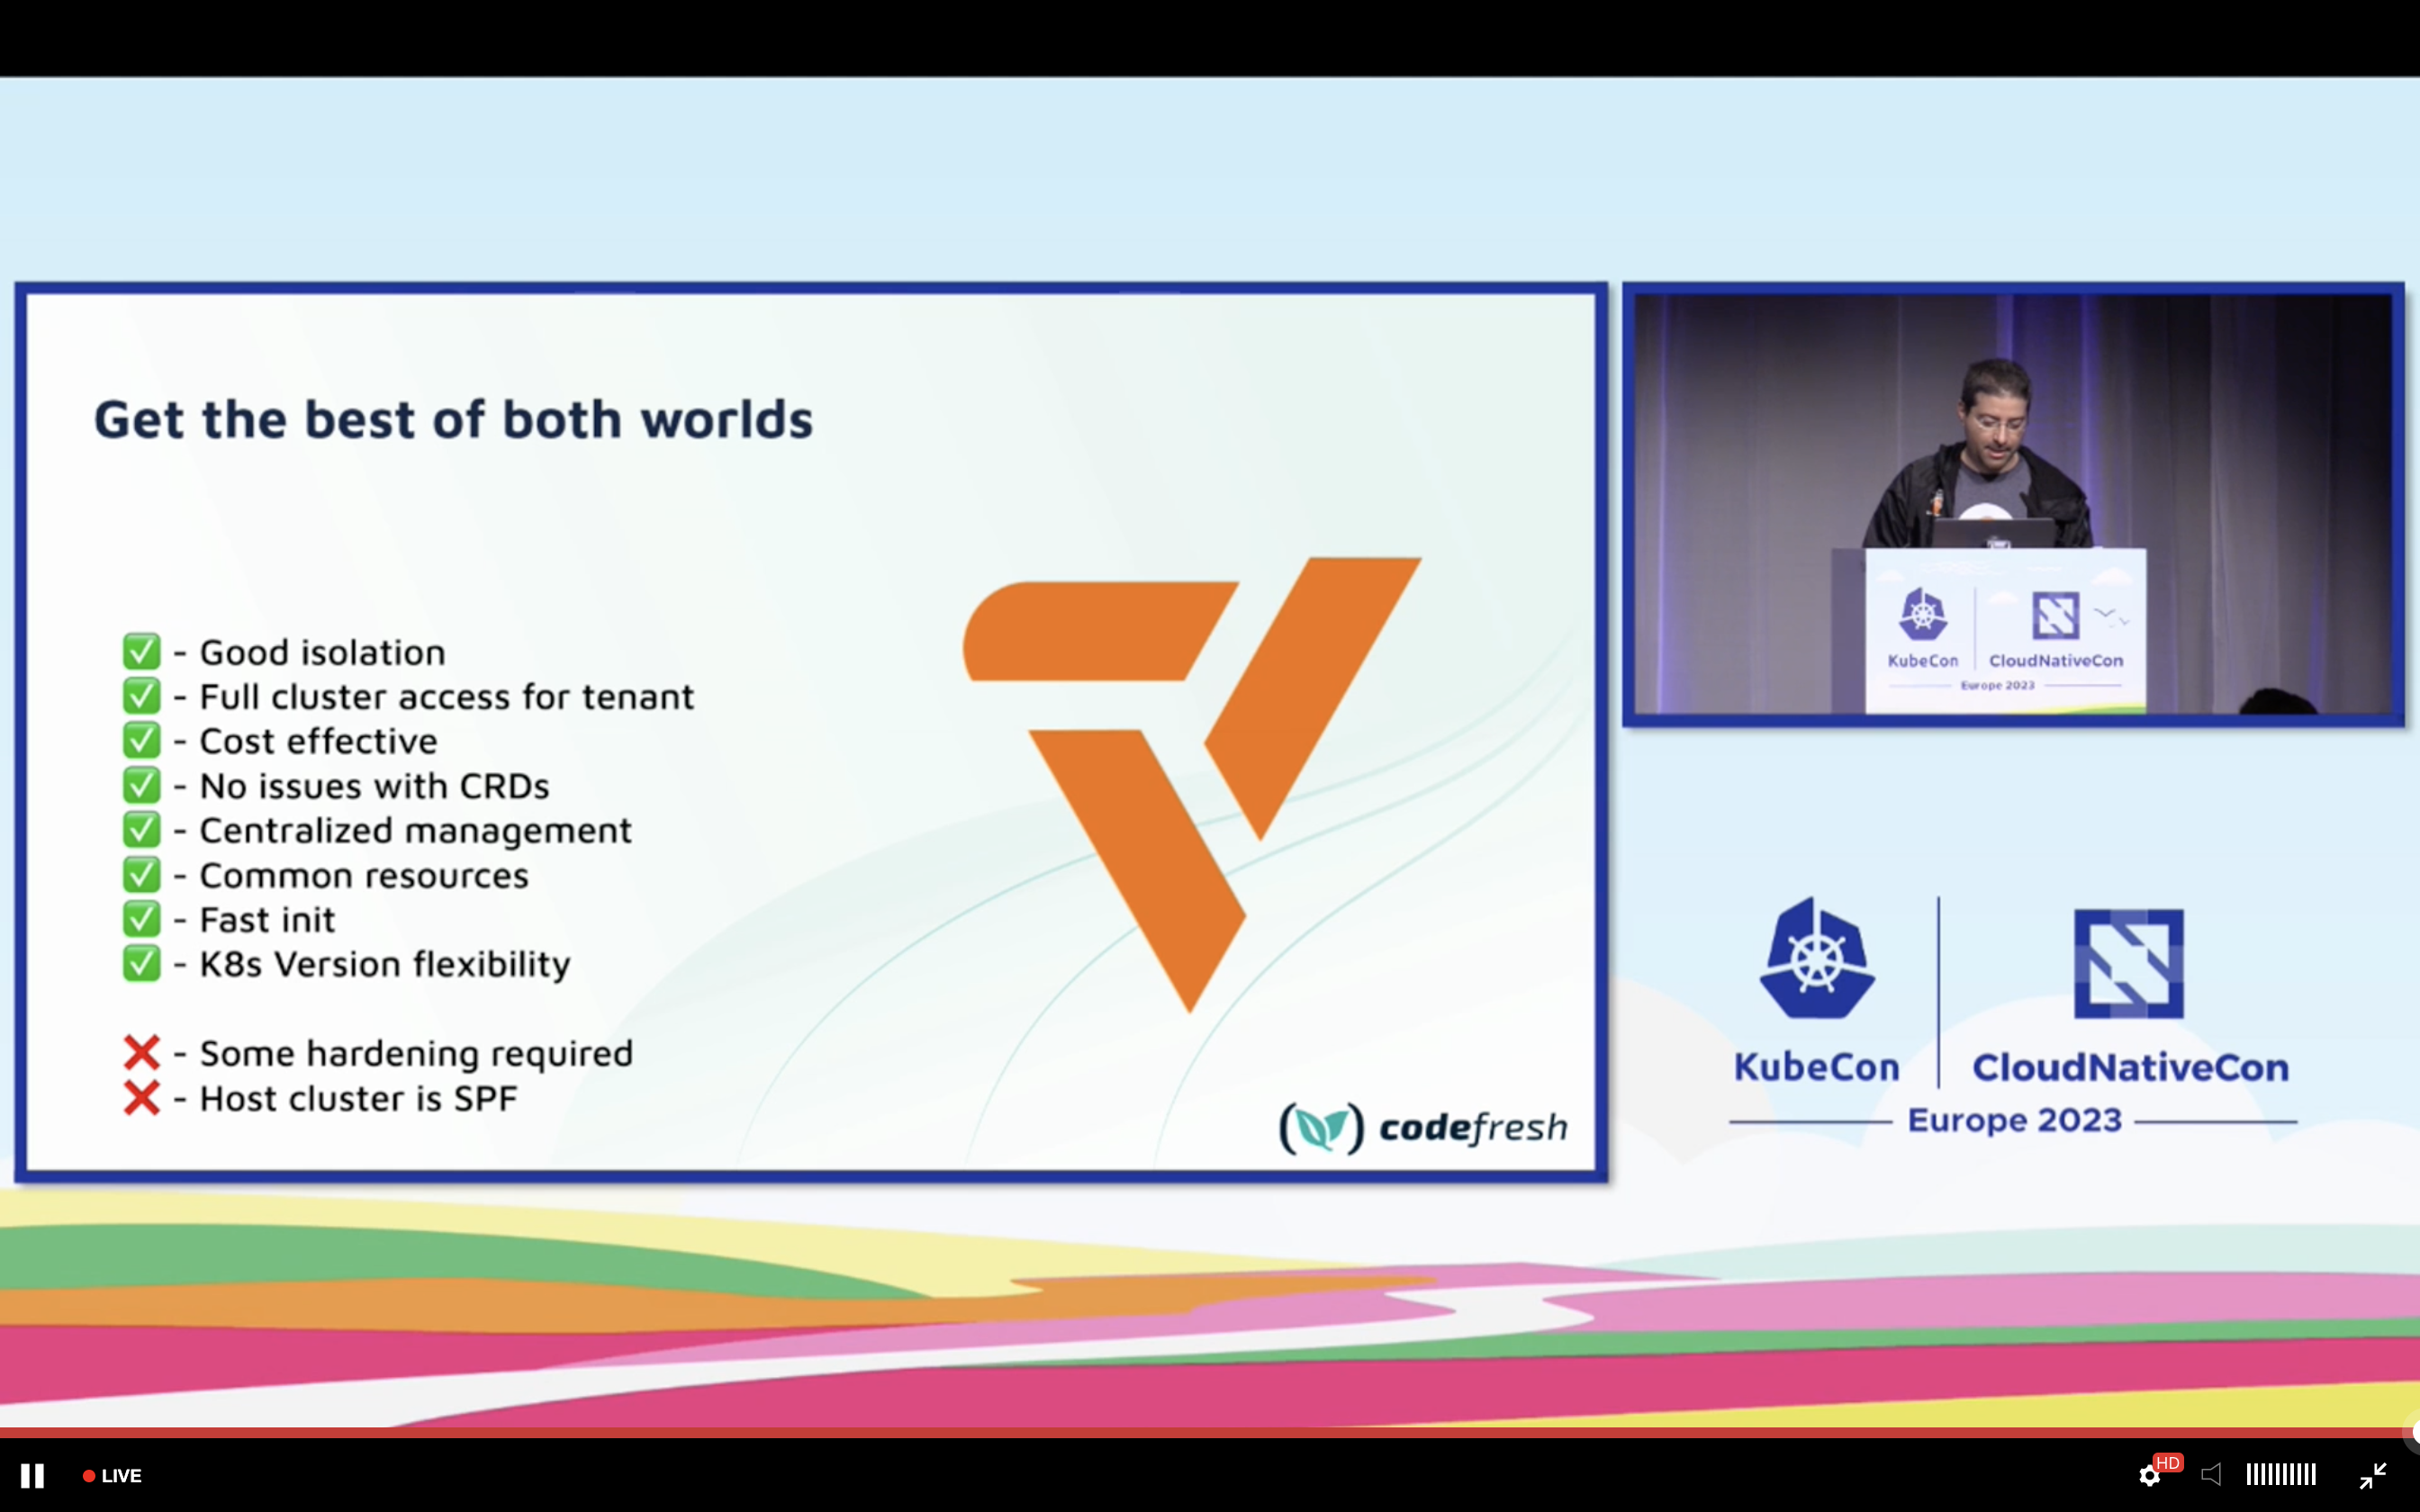 Get the best of both worlds
✅ - Good isolation
✅ - Full cluster access for tenant
✅ - Cost effective
✅ - No issues with CRDs
✅ - Centralized management
✅ - Common resources
✅ - Fast init
✅ - K8s Version flexibility
❌ - Some hardening required
❌ - Host cluster is SPF
codefresh
KubeCon
CloudNativeCon
Europe 2023
KubeCon
CloudNativeCon
Europe 2023
LIVE
HD